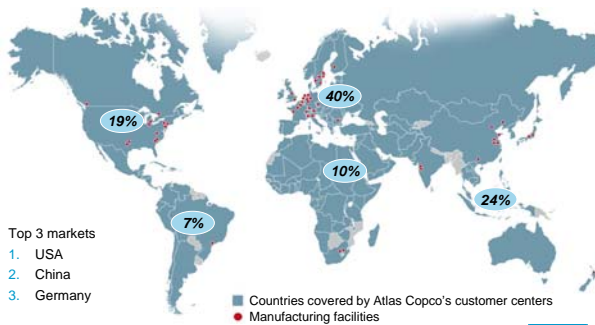 40%
19%
10%
24%
7%
Top 3 markets
1. USA
2. China
3. Germany
Countries covered by Atlas Copco's customer centers
Manufacturing facilities